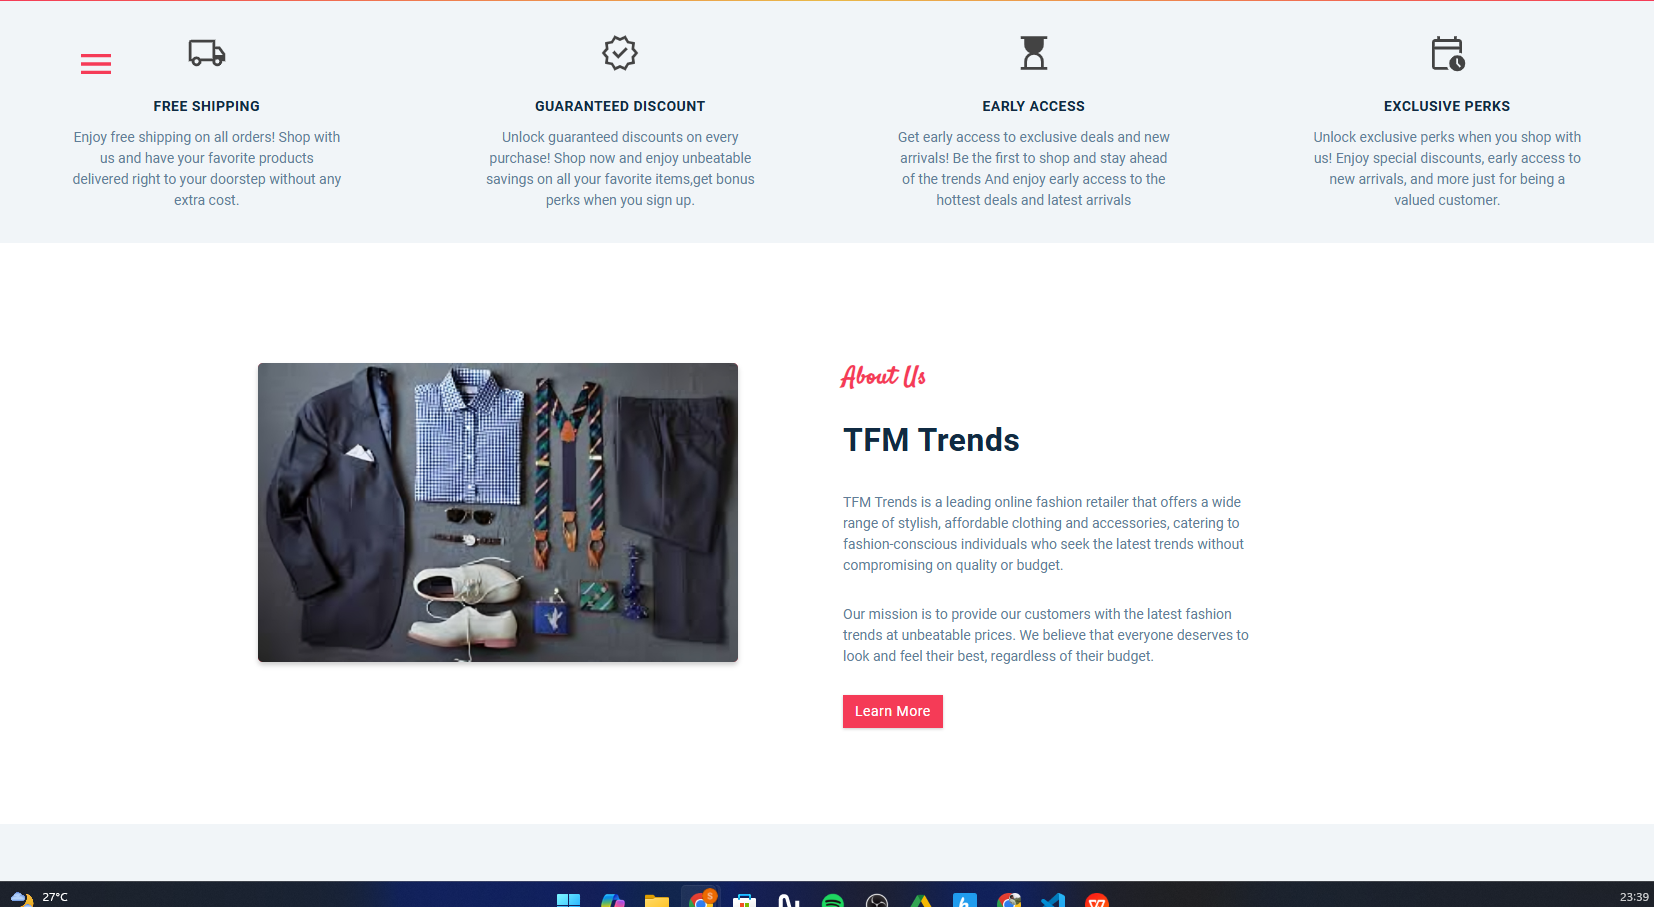 FREE SHIPPING
Enjoy free shipping on all orders! Shop with
us and have your favorite products
delivered right to your doorstep without any
extra cost.
GUARANTEED DISCOUNT
Unlock guaranteed discounts on every
purchase! Shop now and enjoy unbeatable
savings on all your favorite items,get bonus
perks when you sign up.
EARLY ACCESS
Get early access to exclusive deals and new
arrivals! Be the first to shop and stay ahead
of the trends And enjoy early access to the
hottest deals and latest arrivals
EXCLUSIVE PERKS
Unlock exclusive perks when you shop with
us! Enjoy special discounts, early access to
new arrivals, and more just for being a
valued customer.
About Us
TFM Trends
TFM Trends is a leading online fashion retailer that offers a wide
range of stylish, affordable clothing and accessories, catering to
fashion-conscious individuals who seek the latest trends without
compromising on quality or budget.
Our mission is to provide our customers with the latest fashion
trends at unbeatable prices. We believe that everyone deserves to
look and feel their best, regardless of their budget.
Learn More
27°C
S
23:39